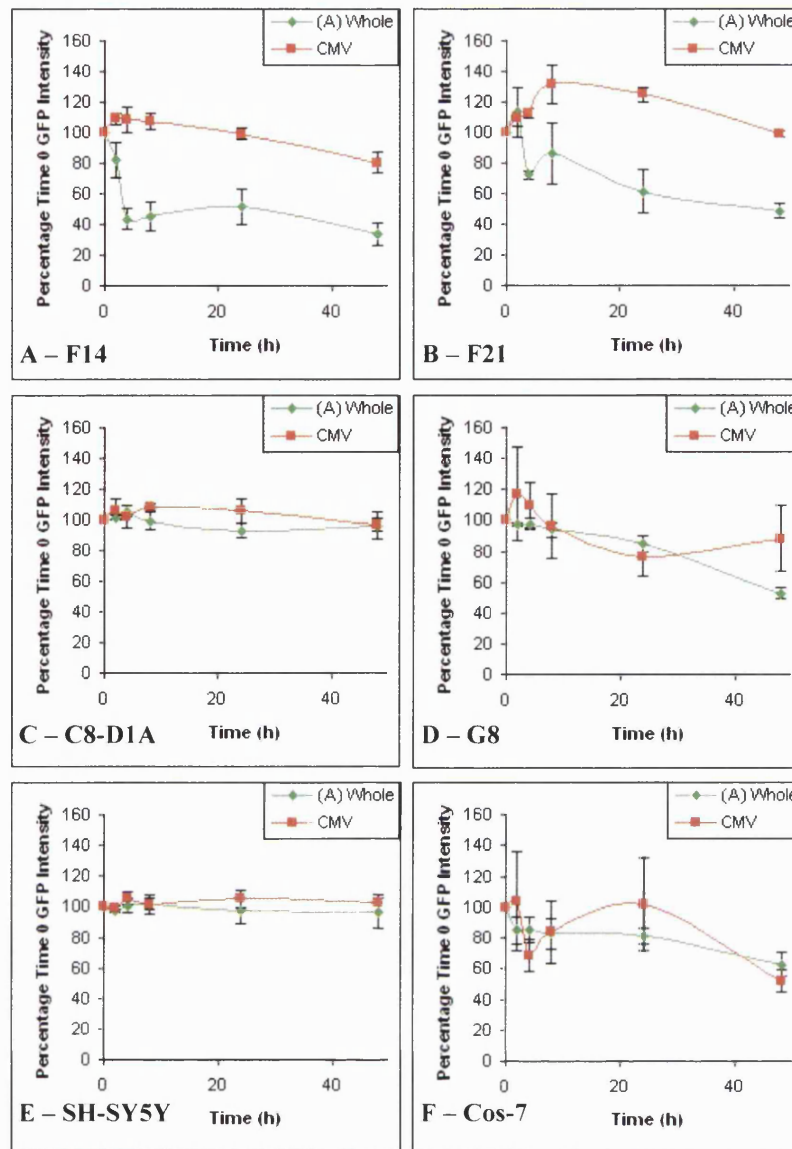 (A) Whole
CMV
Percentage Time 0 GFP Intensity
160
140
120
100
80
60
40
20
0
0 20 40
Time (h)
A – F14
(A) Whole
CMV
Percentage Time 0 GFP Intensity
160
140
120
100
80
60
40
20
0
0 20 40
Time (h)
B – F21
(A) Whole
CMV
Percentage Time 0 GFP Intensity
160
140
120
100
80
60
40
20
0
0 20 40
Time (h)
C – C8-D1A
(A) Whole
CMV
Percentage Time 0 GFP Intensity
160
140
120
100
80
60
40
20
0
0 20 40
Time (h)
D – G8
(A) Whole
CMV
Percentage Time 0 GFP Intensity
160
140
120
100
80
60
40
20
0
0 20 40
Time (h)
E – SH-SY5Y
(A) Whole
CMV
Percentage Time 0 GFP Intensity
160
140
120
100
80
60
40
20
0
0 20 40
Time (h)
F – Cos-7